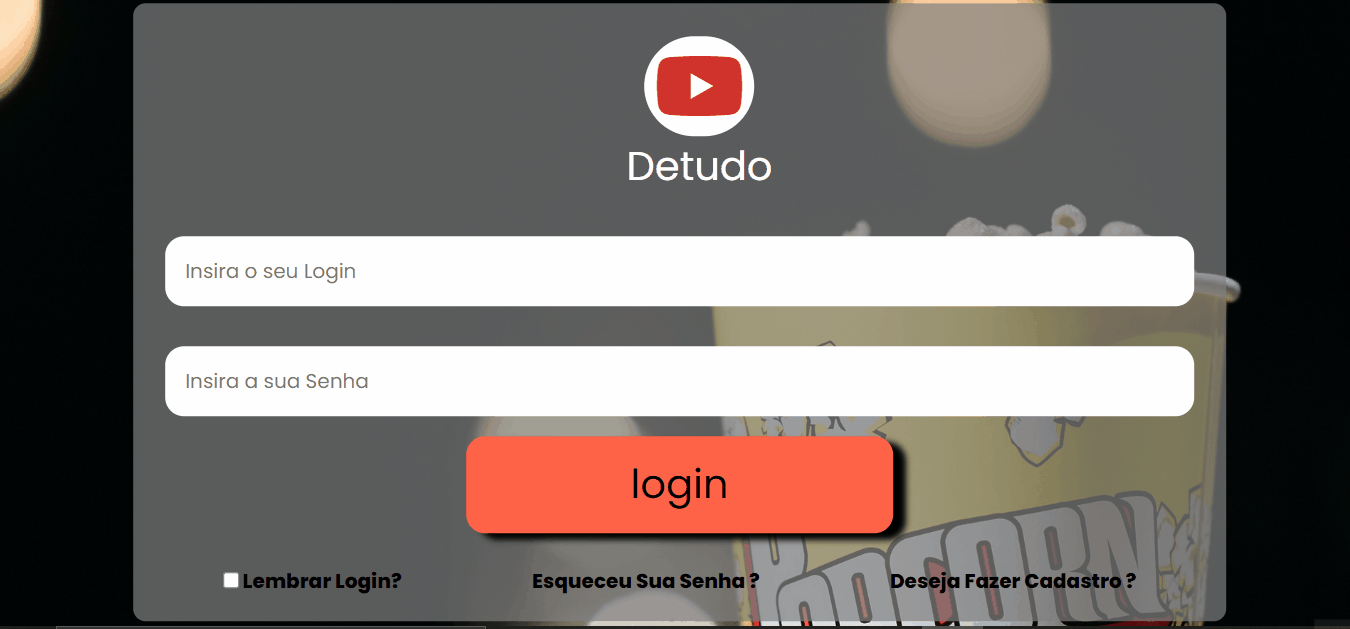 Detudo
Insira o seu Login
Insira a sua Senha
login
Lembrar Login? Esqueceu Sua Senha ? Deseja Fazer Cadastro ?
POPCORN